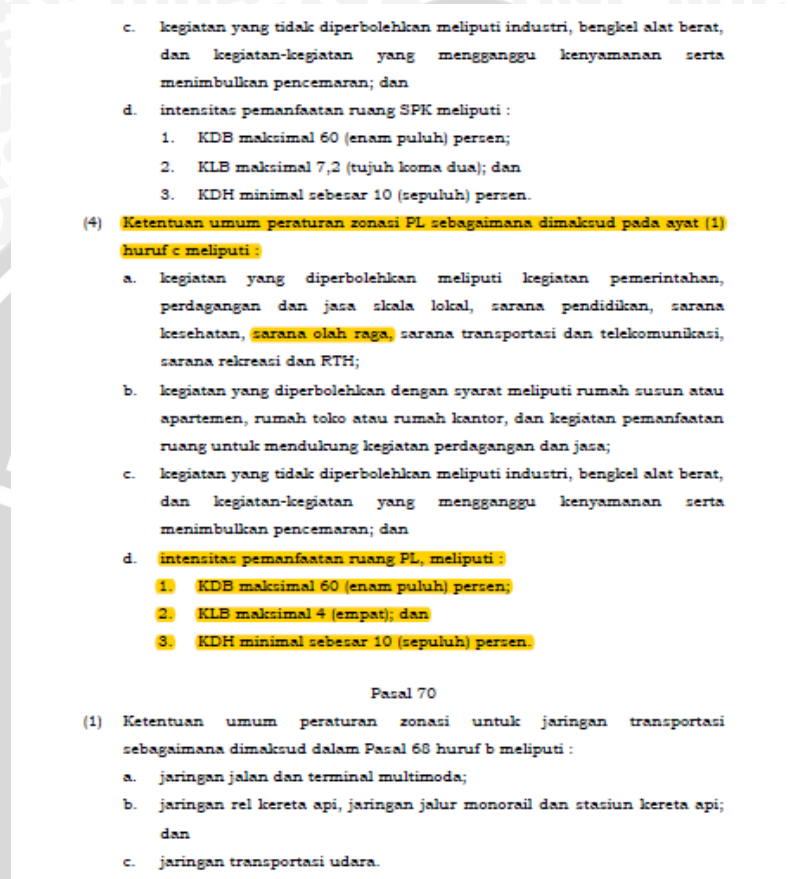 c. kegiatan yang tidak diperbolehkan meliputi industri, bengkel alat berat,
dan kegiatan-kegiatan yang mengganggu kenyamanan serta
menimbulkan pencemaran; dan
d. intensitas pemanfaatan ruang SPK meliputi :
1. KDB maksimal 60 (enam puluh) persen;
2. KLB maksimal 7,2 (tujuh koma dua); dan
3. KDH minimal sebesar 10 (sepuluh) persen.
(4) Ketentuan umum peraturan zonasi PL sebagaimana dimaksud pada ayat (1)
huruf c meliputi :
a. kegiatan yang diperbolehkan meliputi kegiatan pemerintahan,
perdagangan dan jasa skala lokal, sarana pendidikan, sarana
kesehatan, sarana olah raga, sarana transportasi dan telekomunikasi,
sarana rekreasi dan RTH;
b. kegiatan yang diperbolehkan dengan syarat meliputi rumah susun atau
apartemen, rumah toko atau rumah kantor, dan kegiatan pemanfaatan
ruang untuk mendukung kegiatan perdagangan dan jasa;
c. kegiatan yang tidak diperbolehkan meliputi industri, bengkel alat berat,
dan kegiatan-kegiatan yang mengganggu kenyamanan serta
menimbulkan pencemaran; dan
d. intensitas pemanfaatan ruang PL, meliputi :
1. KDB maksimal 60 (enam puluh) persen;
2. KLB maksimal 4 (empat); dan
3. KDH minimal sebesar 10 (sepuluh) persen.
Pasal 70
(1) Ketentuan umum peraturan zonasi untuk jaringan transportasi
sebagaimana dimaksud dalam Pasal 68 huruf b meliputi :
a. jaringan jalan dan terminal multimoda;
b. jaringan rel kereta api, jaringan jalur monorail dan stasiun kereta api;
dan
c. jaringan transportasi udara.